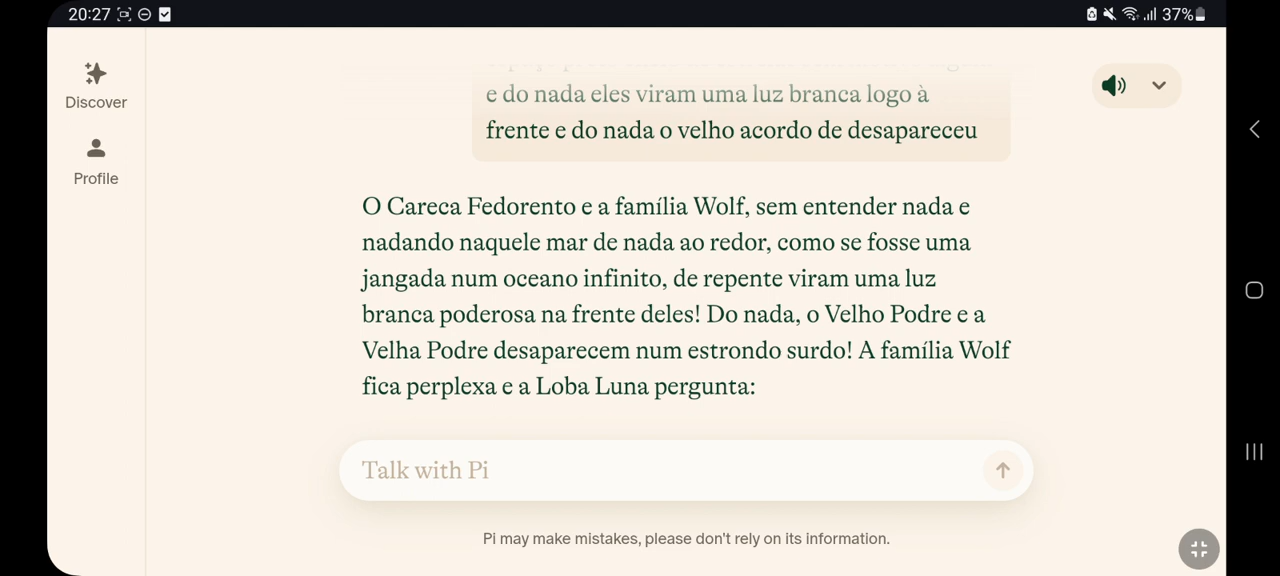 20:27
37%
Discover
Profile
e do nada eles viram uma luz branca logo à
frente e do nada o velho acordo de desapareceu
O Careca Fedorento e a família Wolf, sem entender nada e
nadando naquele mar de nada ao redor, como se fosse uma
jangada num oceano infinito, de repente viram uma luz
branca poderosa na frente deles! Do nada, o Velho Podre e a
Velha Podre desaparecem num estrondo surdo! A família Wolf
fica perplexa e a Loba Luna pergunta:
Talk with Pi
Pi may make mistakes, please don't rely on its information.